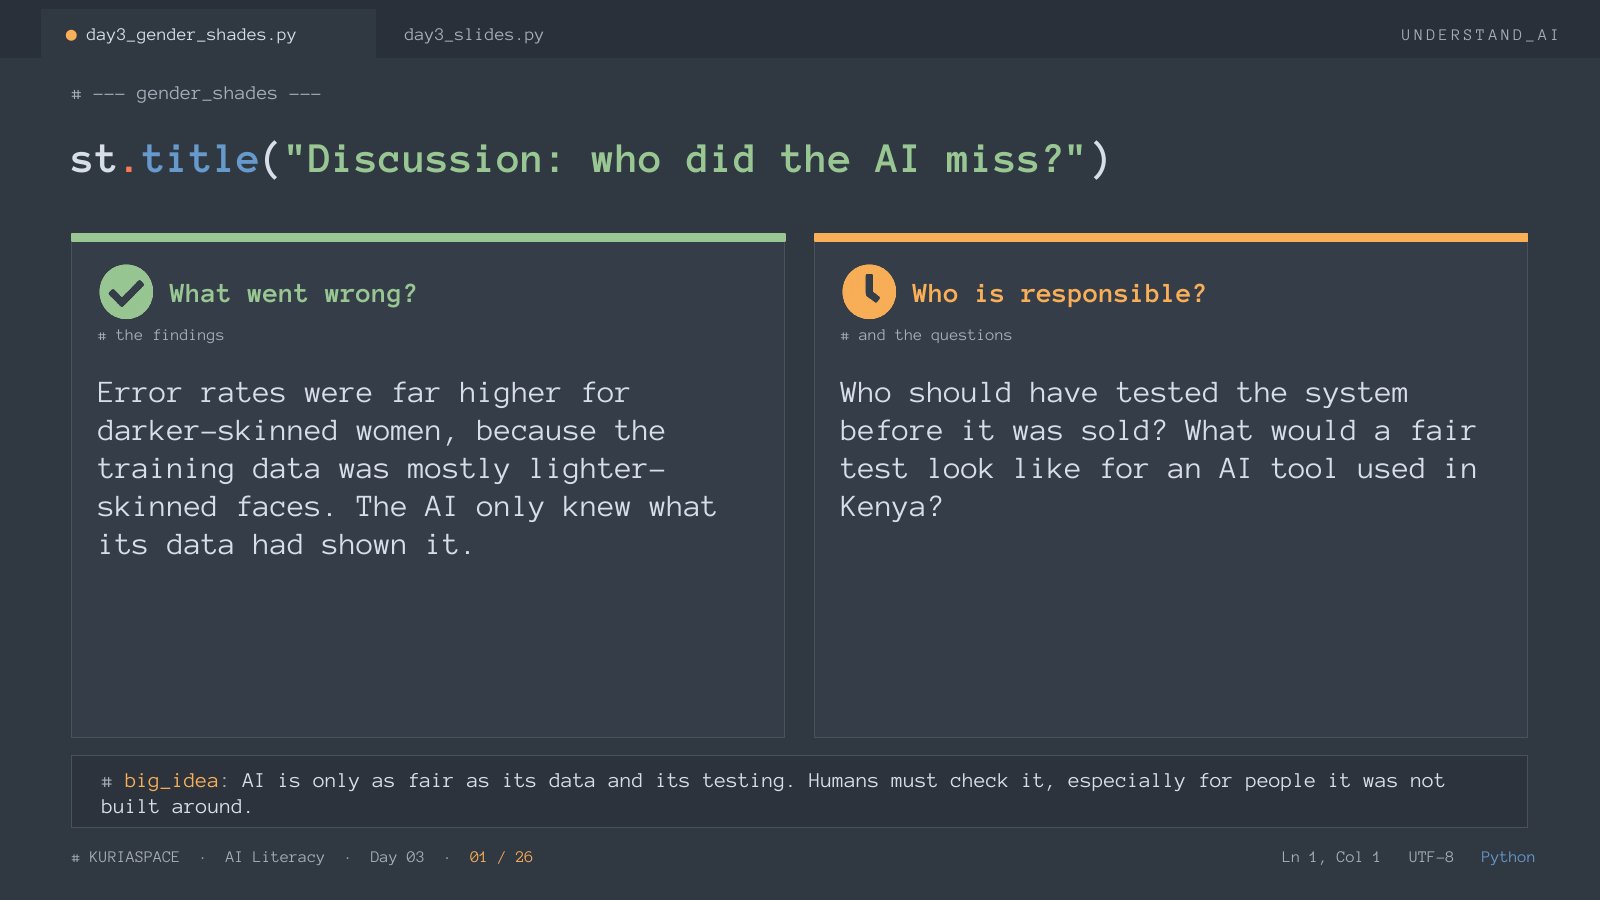 day3_gender_shades.py
day3_slides.py
UNDERSTAND_AI
# --- gender_shades ---
st.title("Discussion: who did the AI miss?")
What went wrong?
# the findings
Error rates were far higher for
darker-skinned women, because the
training data was mostly lighter-
skinned faces. The AI only knew what
its data had shown it.
Who is responsible?
# and the questions
Who should have tested the system
before it was sold? What would a fair
test look like for an AI tool used in
Kenya?
# big_idea: AI is only as fair as its data and its testing. Humans must check it, especially for people it was not
built around.
# KURIASPACE · AI Literacy · Day 03 · 01 / 26
Ln 1, Col 1 UTF-8 Python